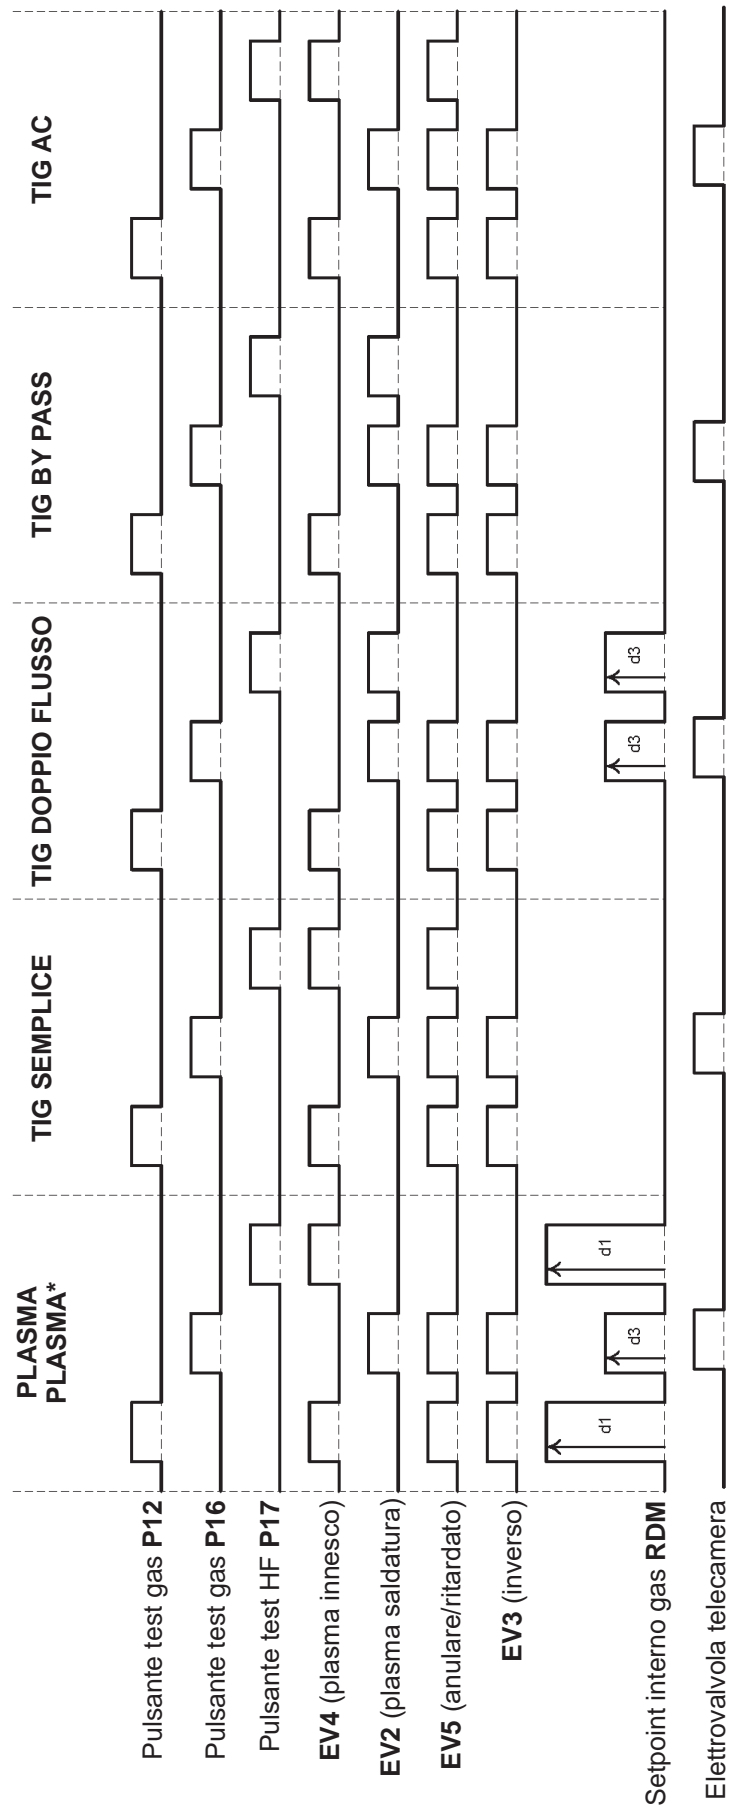 PLASMA
PLASMA*
TIG SEMPLICE
TIG DOPPIO FLUSSO
TIG BY PASS
TIG AC
Pulsante test gas P12
Pulsante test gas P16
Pulsante test HF P17
EV4 (plasma innesco)
EV2 (plasma saldatura)
EV5 (anulare/ritardato)
EV3 (inverso)
Setpoint interno gas RDM
d1
d3
d1
d3
d3
Elettrovalvola telecamera